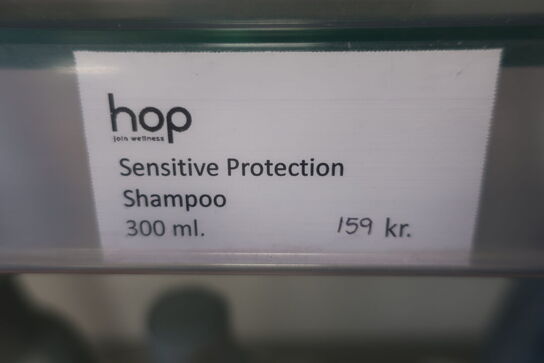 hop
join wellness
Sensitive Protection
Shampoo
300 ml. 159 kr.